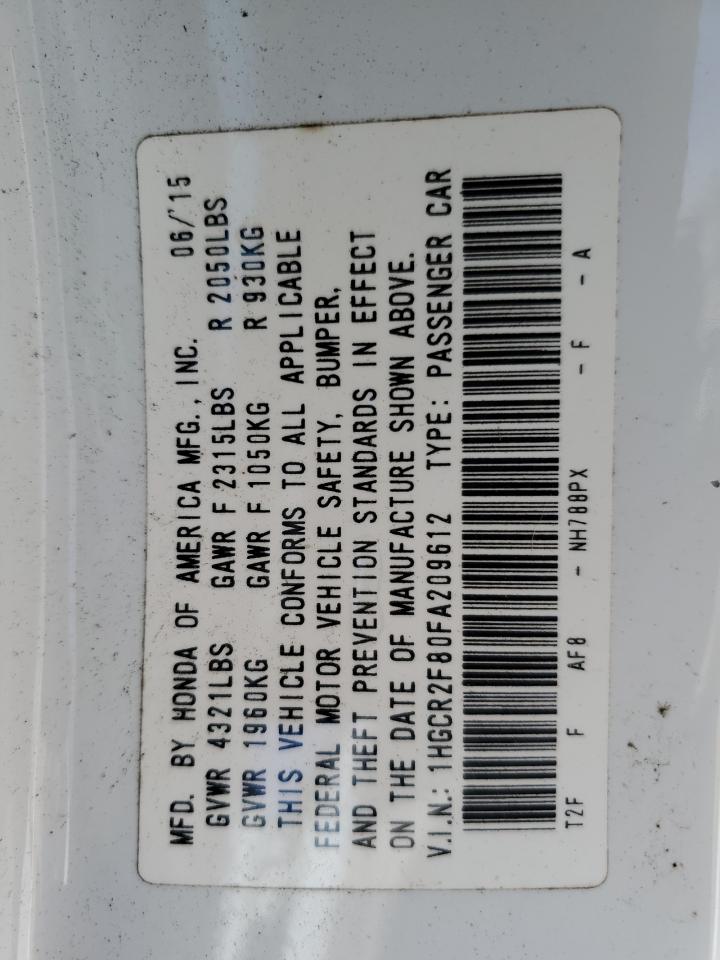 MFD. BY HONDA OF AMERICA MFG., INC. 06/'15
GVWR 4321LBS GAWR F 2315LBS R 2050LBS
GVWR 1960KG GAWR F 1050KG R 930KG
THIS VEHICLE CONFORMS TO ALL APPLICABLE
FEDERAL MOTOR VEHICLE SAFETY, BUMPER,
AND THEFT PREVENTION STANDARDS IN EFFECT
ON THE DATE OF MANUFACTURE SHOWN ABOVE.
V.I.N.: 1HGCR2F80FA209612 TYPE: PASSENGER CAR
T2F F AF8 - NH788PX - F - A